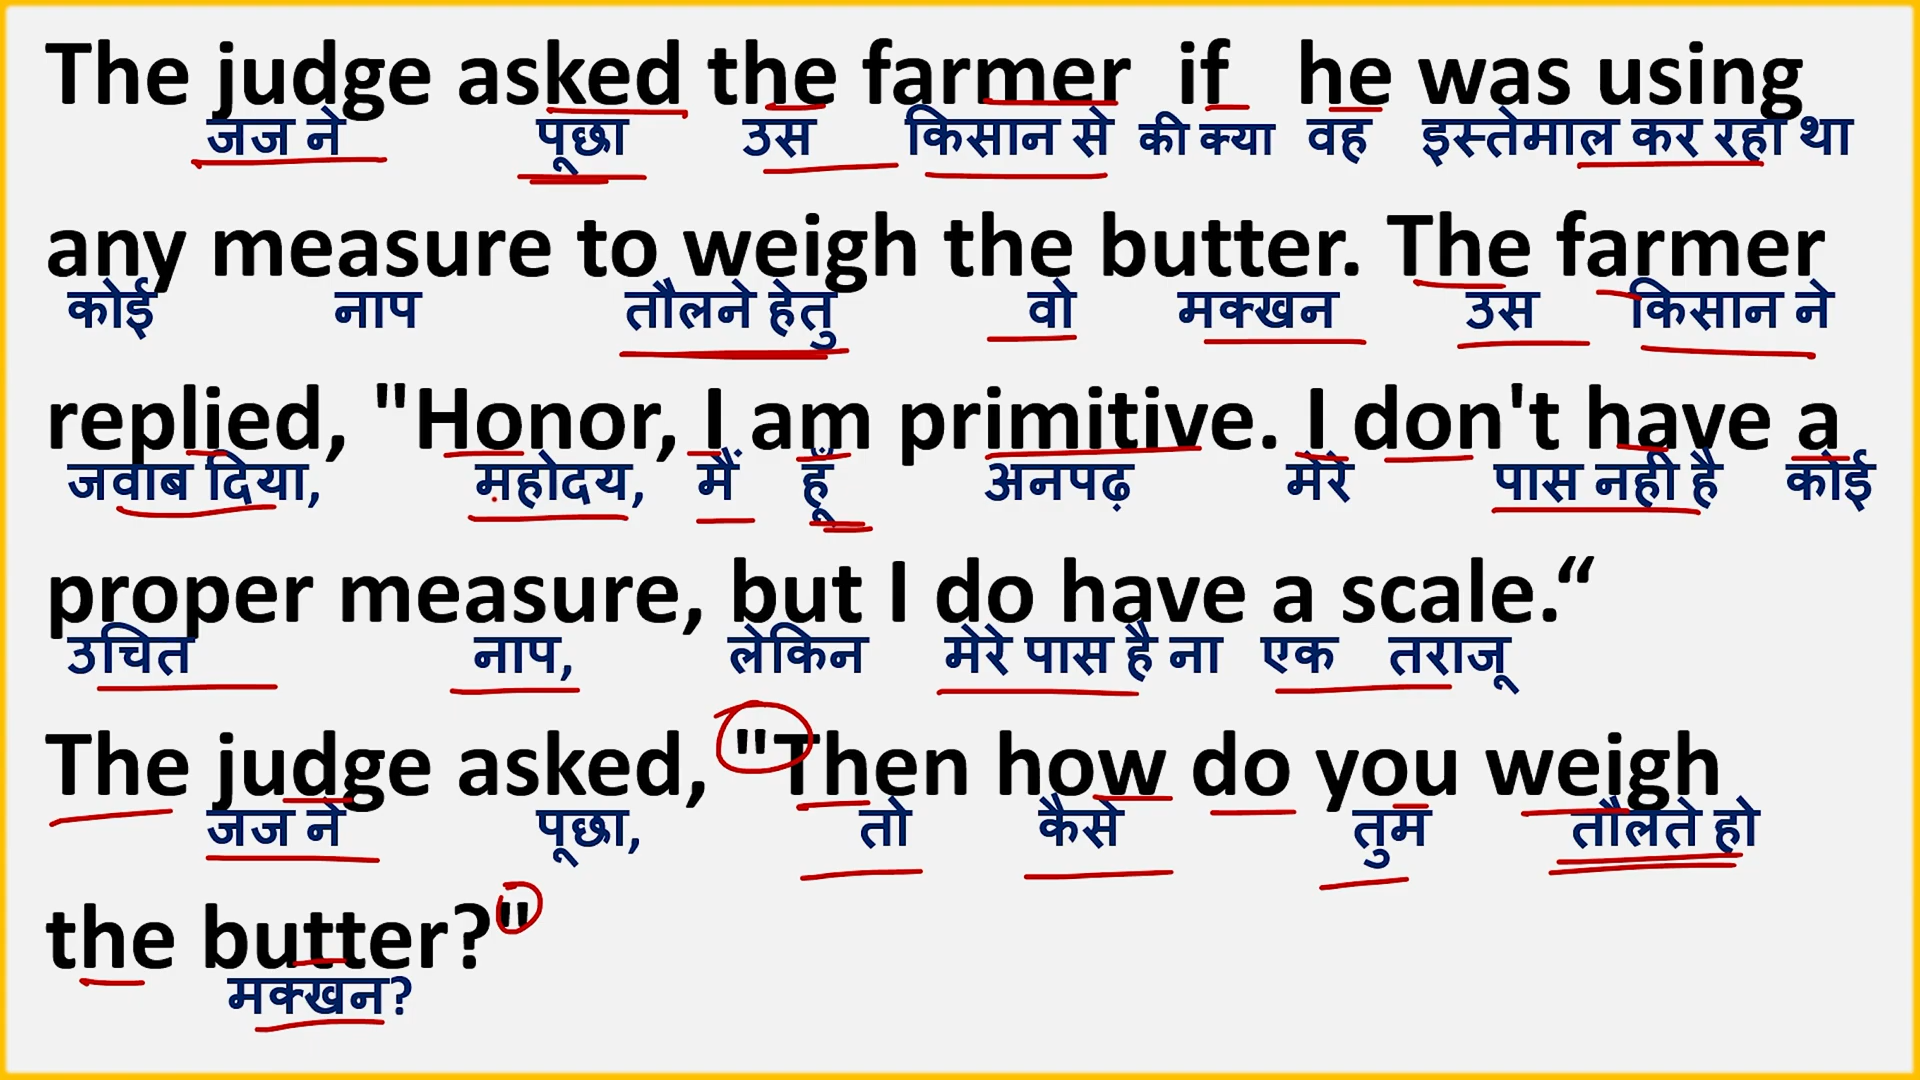 The judge asked the farmer if he was using
जज ने पूछा उस किसान से की क्या वह इस्तेमाल कर रहा था
any measure to weigh the butter. The farmer
कोई नाप तौलने हेतु वो मक्खन उस किसान ने
replied, "Honor, I am primitive. I don't have a
जवाब दिया, महोदय, मैं हूँ अनपढ़ मेरे पास नही है कोई
proper measure, but I do have a scale.“
उचित नाप, लेकिन मेरे पास है ना एक तराजू
The judge asked, "Then how do you weigh
जज ने पूछा, तो कैसे तुम तौलते हो
the butter?"
मक्खन?